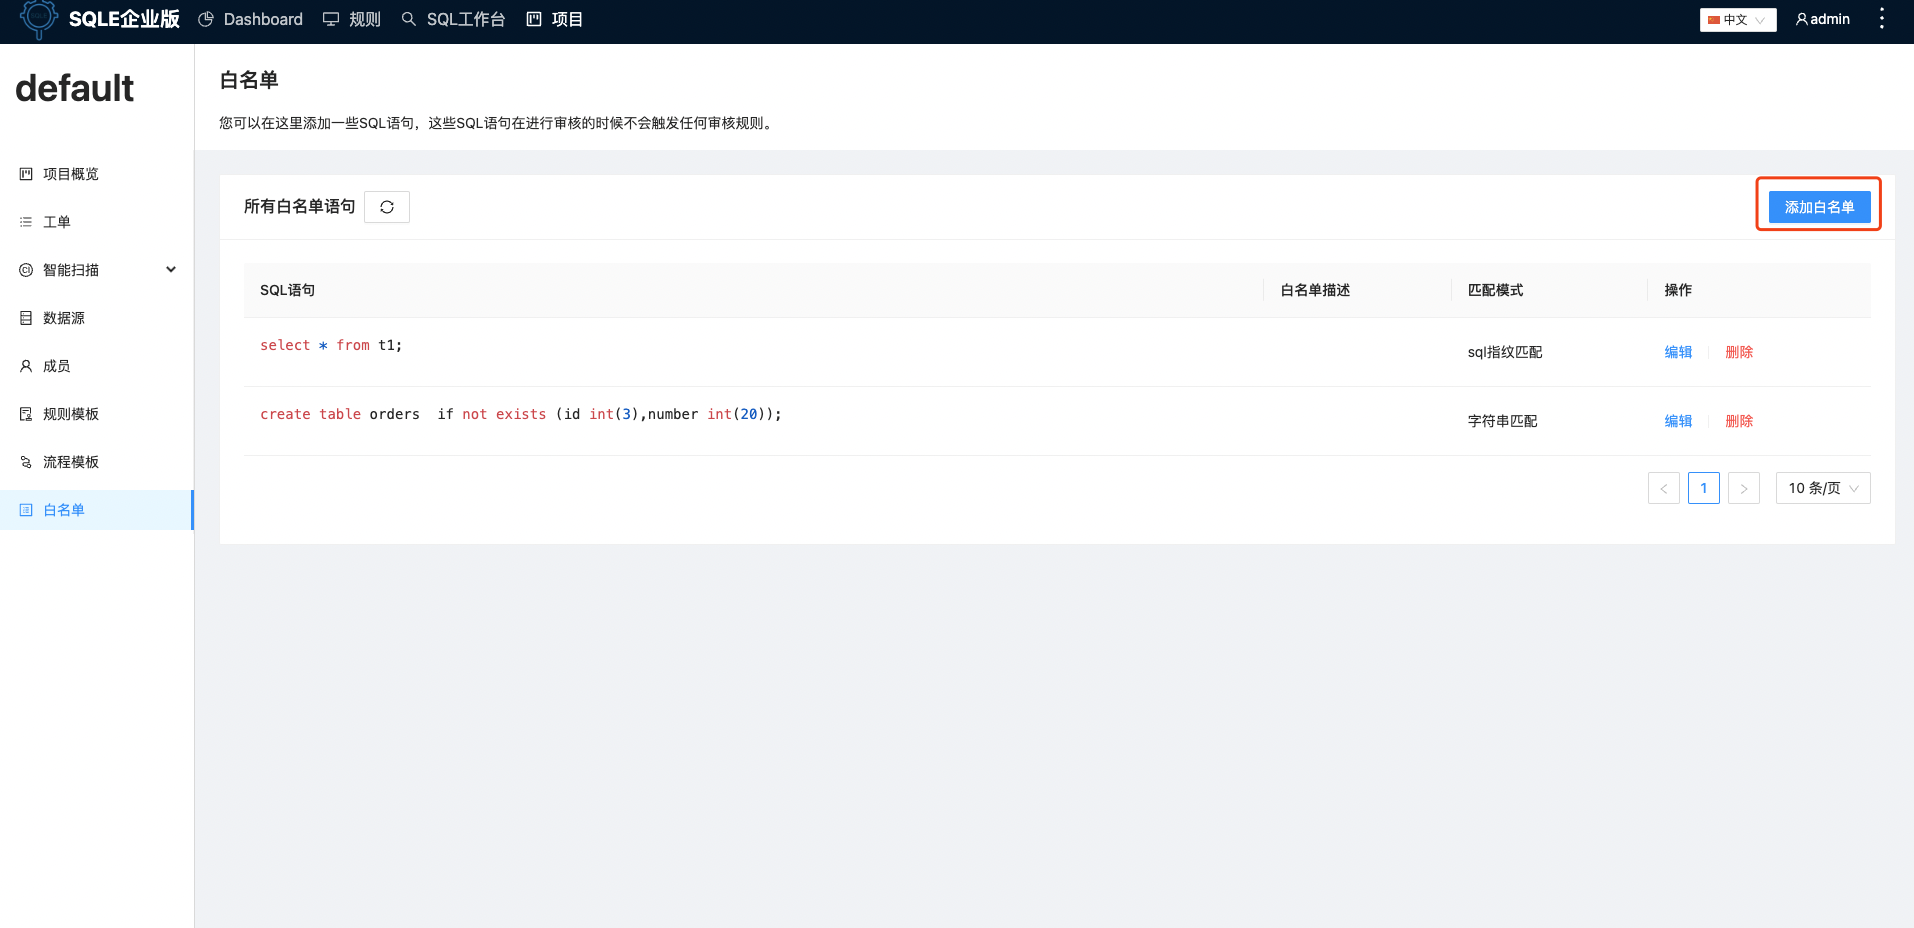 SQLE企业版 Dashboard 规则 SQL工作台 项目 中文 admin
default
项目概览
工单
智能扫描
数据源
成员
规则模板
流程模板
白名单
白名单
您可以在这里添加一些SQL语句，这些SQL语句在进行审核的时候不会触发任何审核规则。
所有白名单语句 添加白名单
SQL语句 白名单描述 匹配模式 操作
select * from t1; sql指纹匹配 编辑 删除
create table orders  if not exists (id int(3),number int(20)); 字符串匹配 编辑 删除
< 1 > 10 条/页